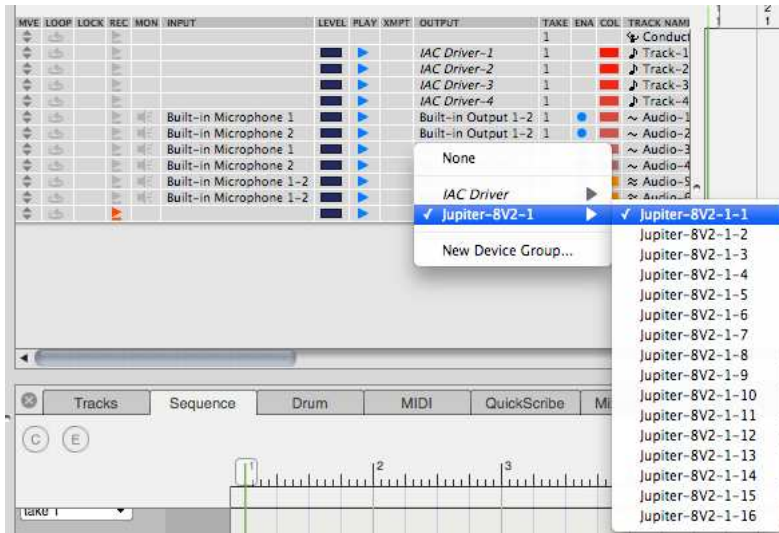 1 2
MVE LOOP LOCK REC MON INPUT LEVEL PLAY XMPT OUTPUT TAKE ENA COL TRACK NAME 1 1
1 Conduct
IAC Driver-1 1 Track-1
IAC Driver-2 1 Track-2
IAC Driver-3 1 Track-3
IAC Driver-4 1 Track-4
Built-in Microphone 1 Built-in Output 1-2 1 Audio-1
Built-in Microphone 2 Built-in Output 1-2 1 Audio-2
Built-in Microphone 1 Audio-3
Built-in Microphone 2 Audio-4
Built-in Microphone 1-2 Audio-5
Built-in Microphone 1-2 Audio-6
None
IAC Driver
✓ Jupiter-8V2-1
New Device Group...
✓ Jupiter-8V2-1-1
Jupiter-8V2-1-2
Jupiter-8V2-1-3
Jupiter-8V2-1-4
Jupiter-8V2-1-5
Jupiter-8V2-1-6
Jupiter-8V2-1-7
Jupiter-8V2-1-8
Jupiter-8V2-1-9
Jupiter-8V2-1-10
Jupiter-8V2-1-11
Jupiter-8V2-1-12
Jupiter-8V2-1-13
Jupiter-8V2-1-14
Jupiter-8V2-1-15
Jupiter-8V2-1-16
Tracks Sequence Drum MIDI QuickScribe Mi
C E
1 2 3
Take 1